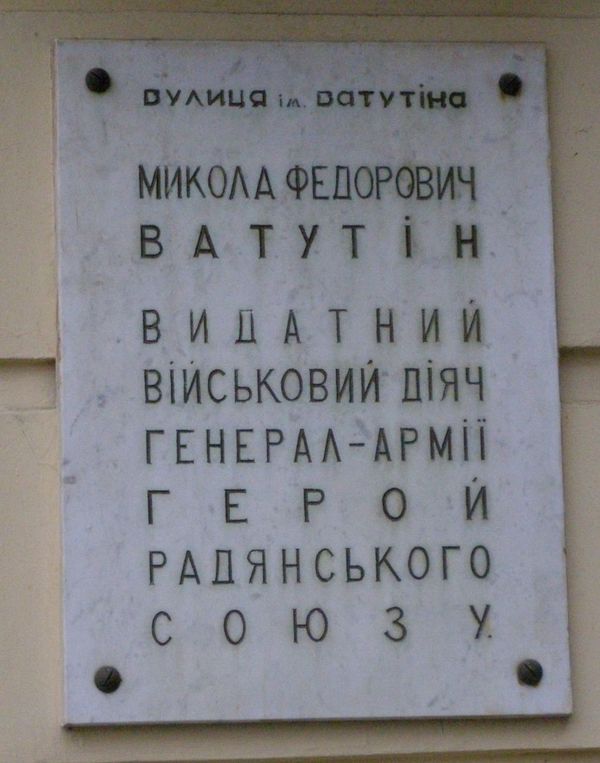 вулиця ім. ватутіна
МИКОЛА ФЕДОРОВИЧ
ВАТУТІН
ВИДАТНИЙ
ВІЙСЬКОВИЙ ДІЯЧ
ГЕНЕРАЛ-АРМІЇ
ГЕРОЙ
РАДЯНСЬКОГО
СОЮЗУ.